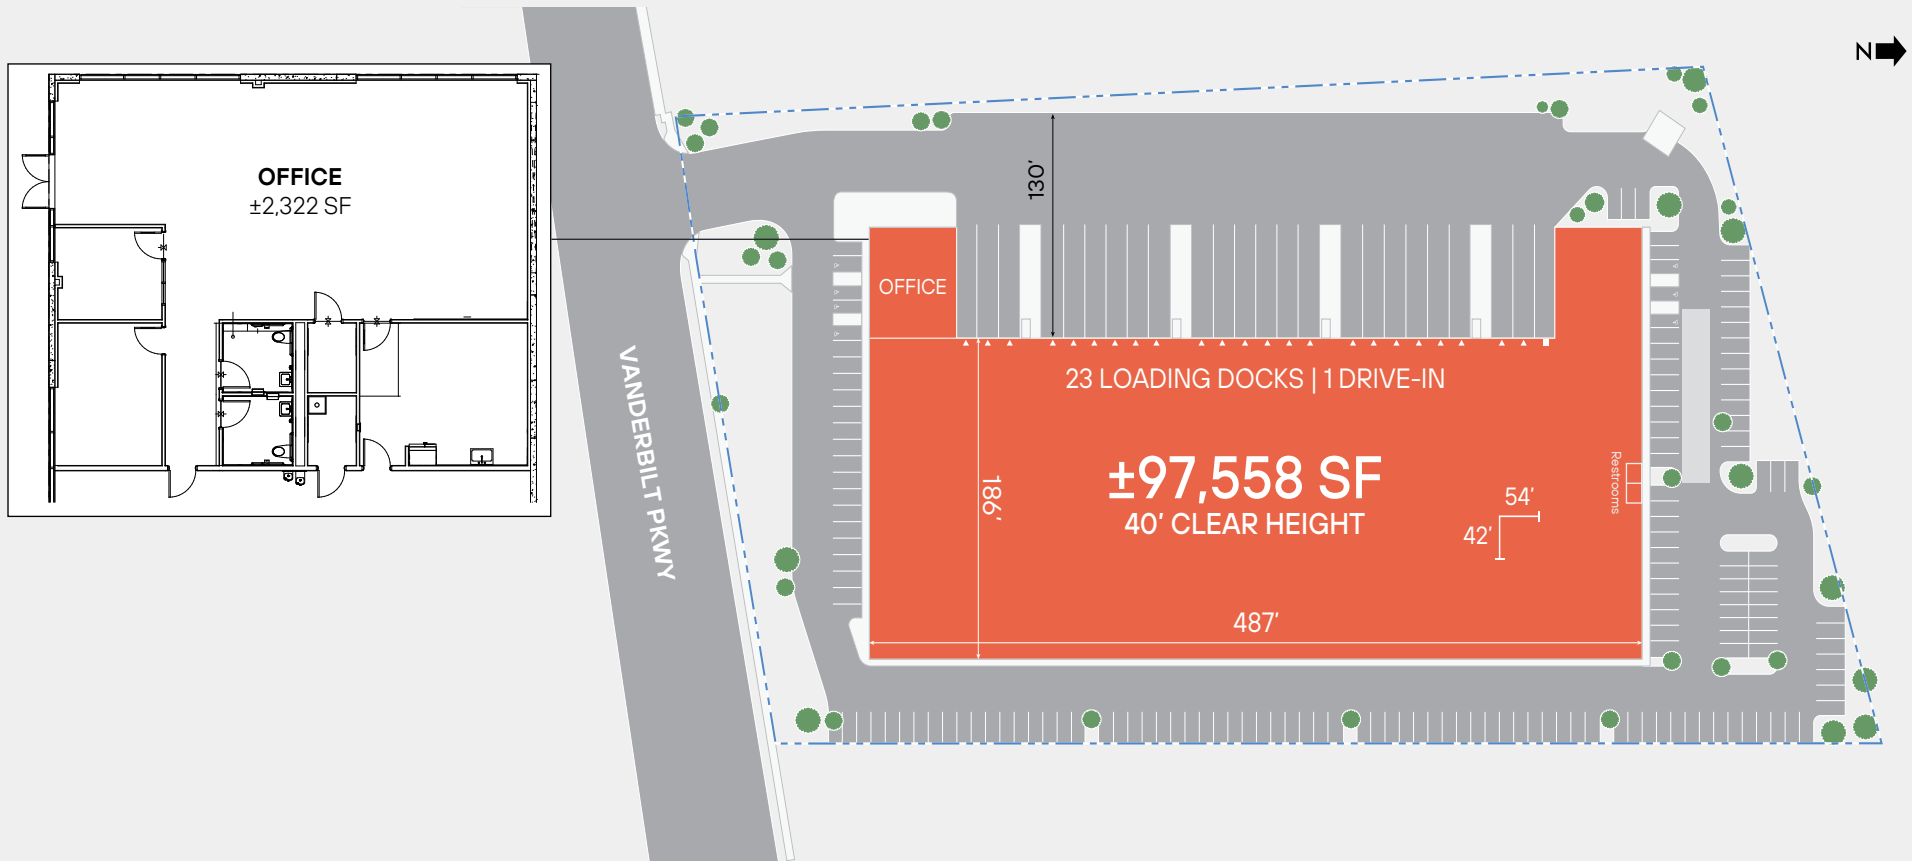 N
OFFICE
±2,322 SF
130'
OFFICE
VANDERBILT PKWY
23 LOADING DOCKS | 1 DRIVE-IN
±97,558 SF
40' CLEAR HEIGHT
186'
54'
42'
Restrooms
487'